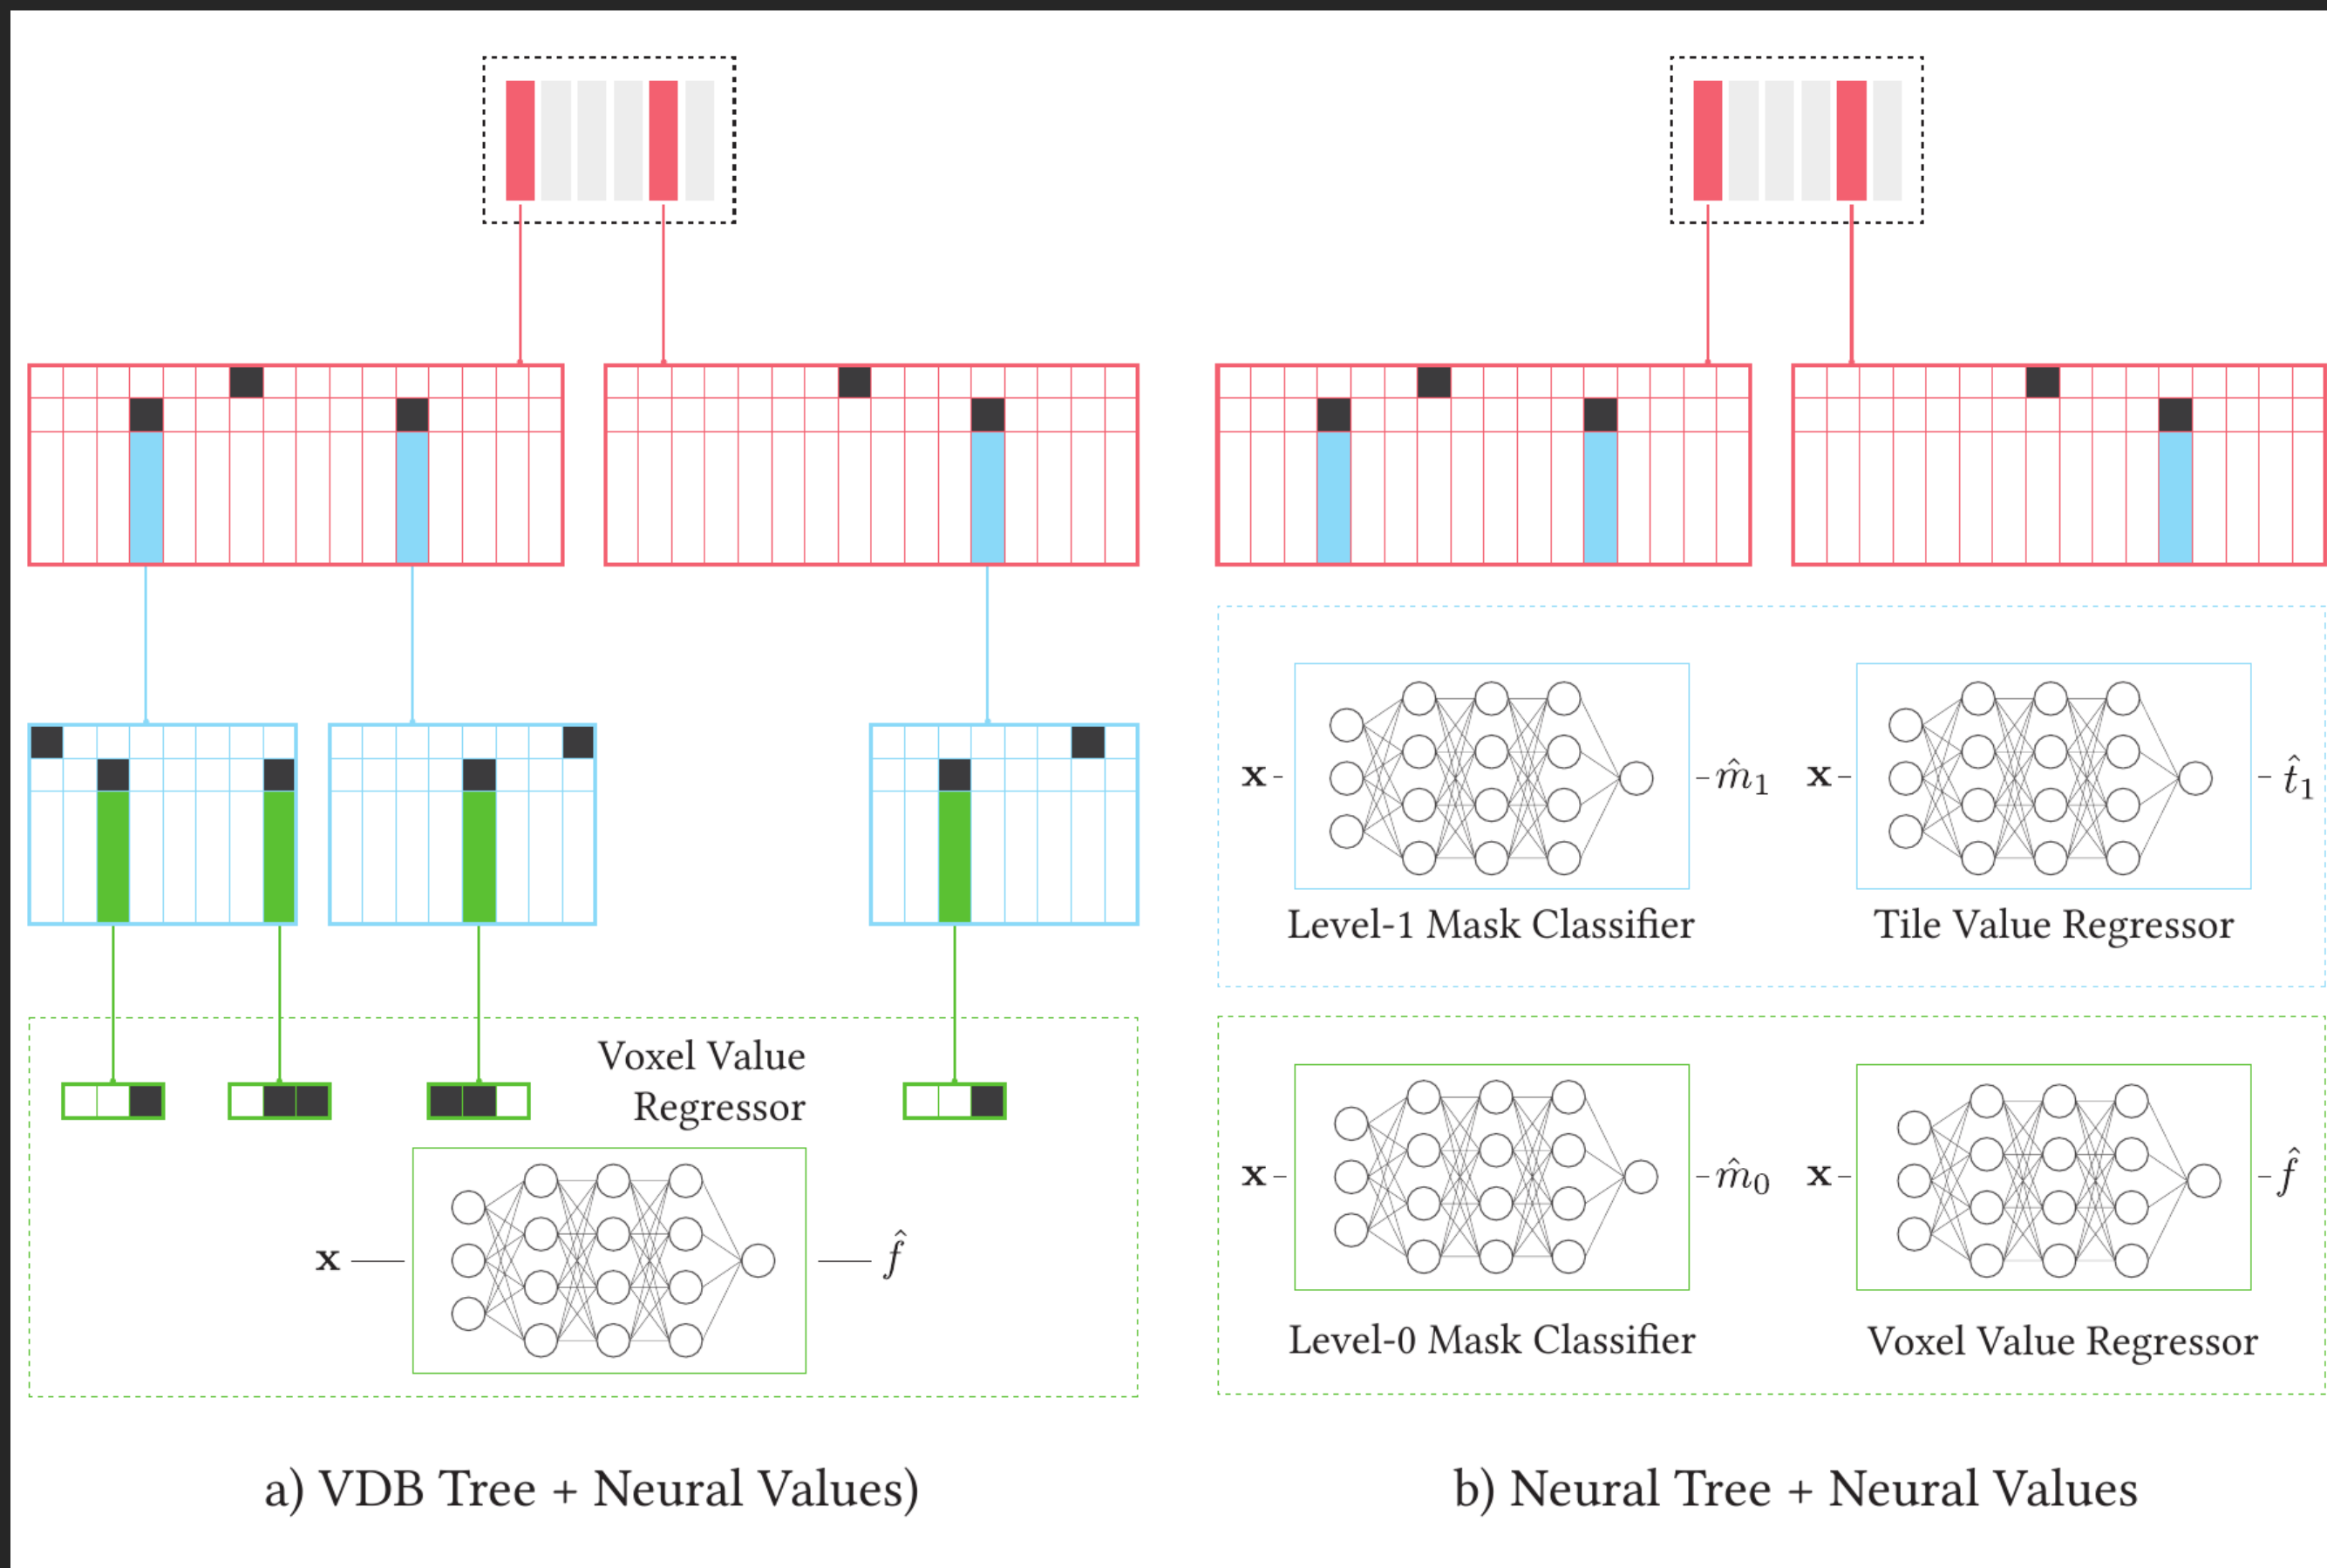 Voxel Value
Regressor
x
f̂
a) VDB Tree + Neural Values)
x
m̂₁
x
t̂₁
Level-1 Mask Classifier
Tile Value Regressor
x
m̂₀
x
f̂
Level-0 Mask Classifier
Voxel Value Regressor
b) Neural Tree + Neural Values